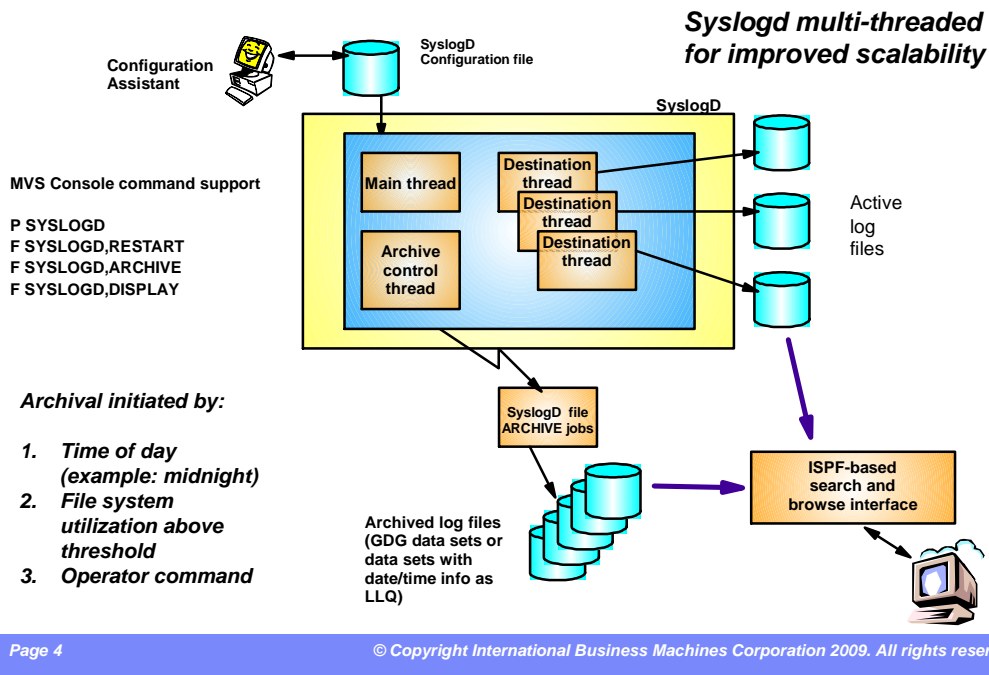 Syslogd multi-threaded
for improved scalability
SyslogD
Configuration file
Configuration
Assistant
SyslogD
Main thread
Destination
thread
Destination
thread
Destination
thread
Archive
control
thread
Active
log
files
MVS Console command support
P SYSLOGD
F SYSLOGD,RESTART
F SYSLOGD,ARCHIVE
F SYSLOGD,DISPLAY
Archival initiated by:
1. Time of day
(example: midnight)
2. File system
utilization above
threshold
3. Operator command
SyslogD file
ARCHIVE jobs
Archived log files
(GDG data sets or
data sets with
date/time info as
LLQ)
ISPF-based
search and
browse interface
Page 4
© Copyright International Business Machines Corporation 2009. All rights reser